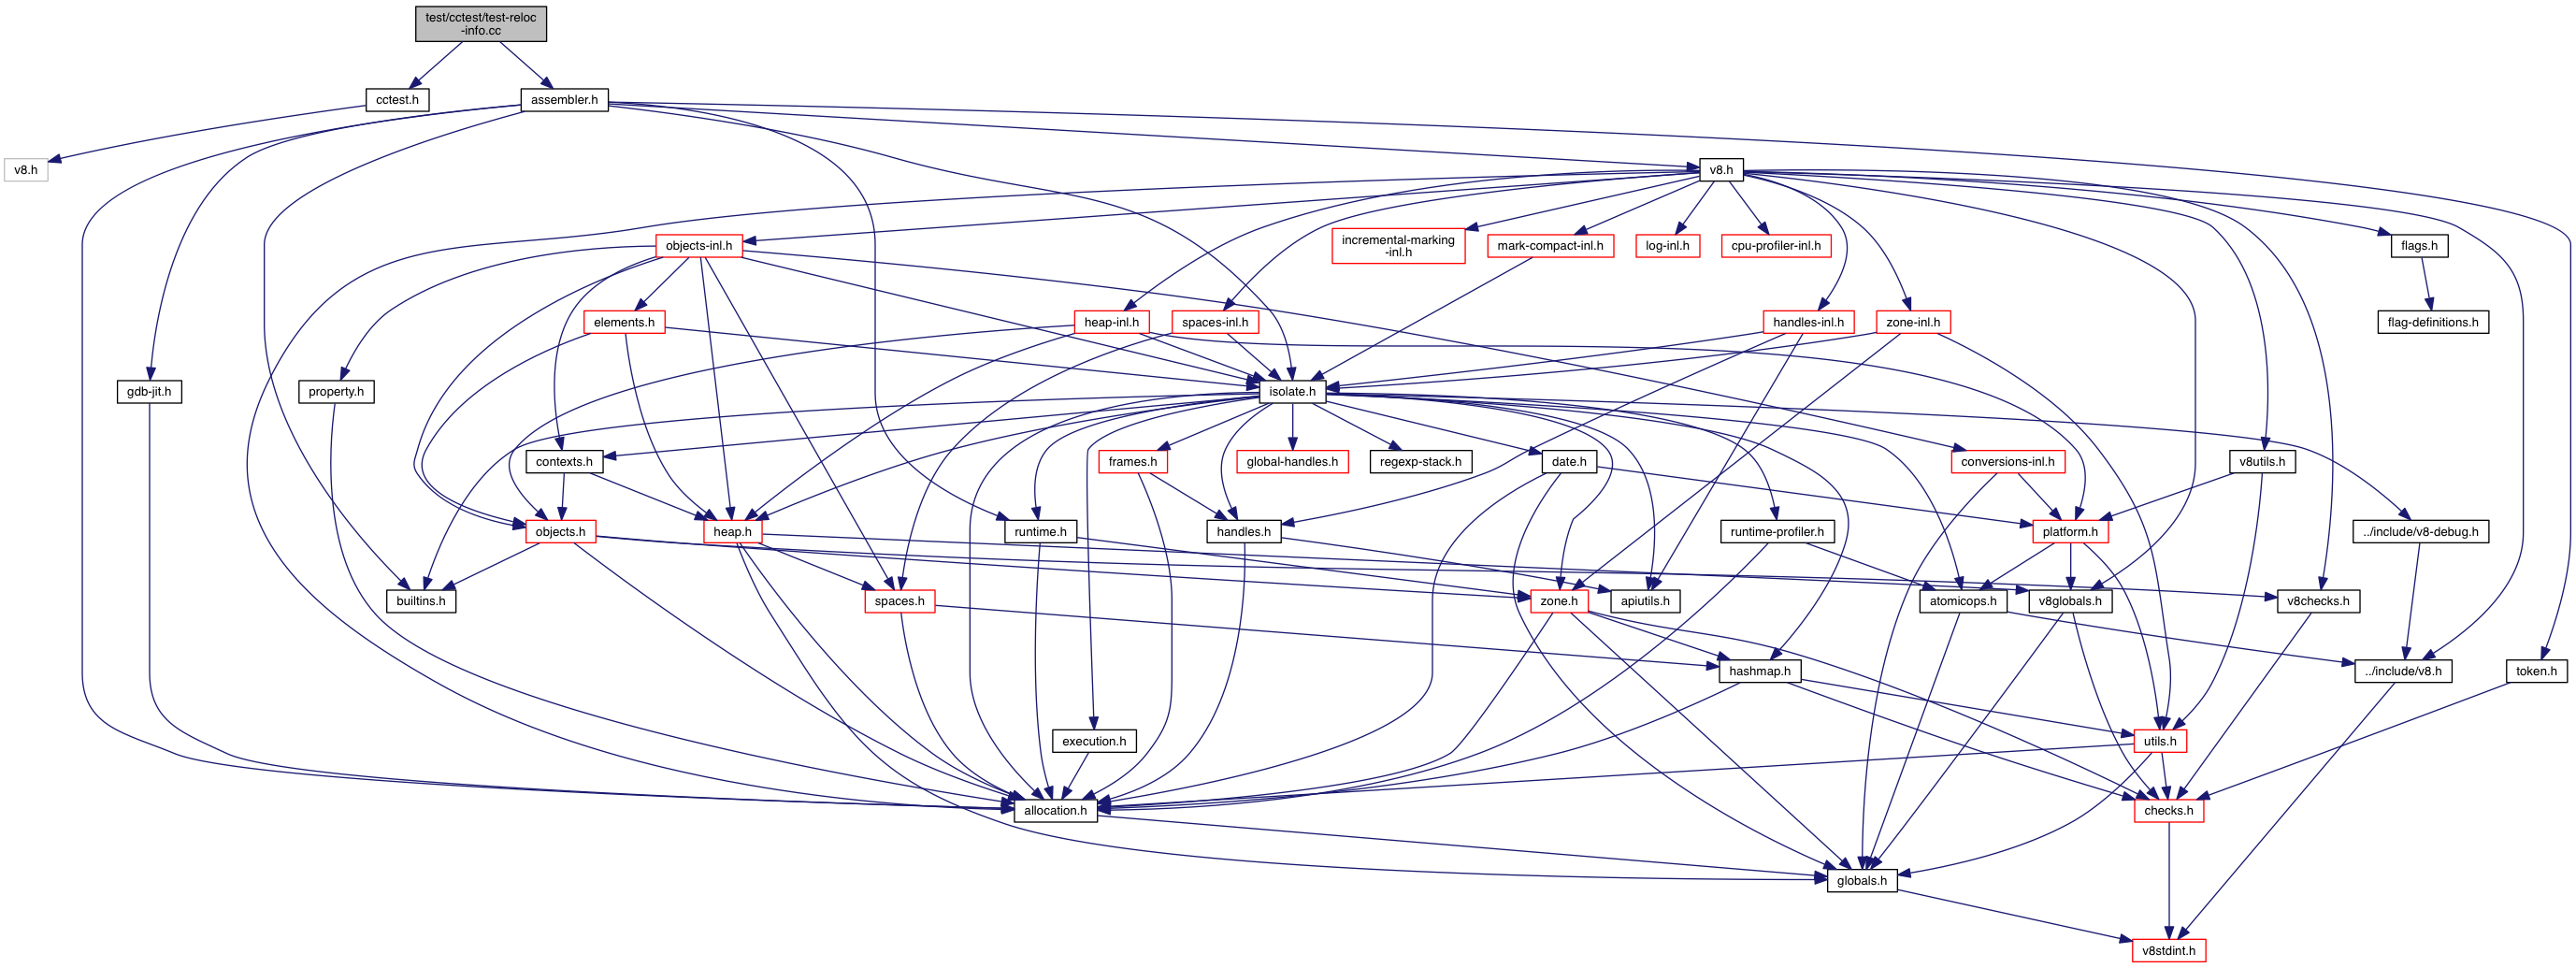 test/cctest/test-reloc
-info.cc
cctest.h
assembler.h
v8.h
v8.h
objects-inl.h
incremental-marking
-inl.h
mark-compact-inl.h
log-inl.h
cpu-profiler-inl.h
flags.h
elements.h
heap-inl.h
spaces-inl.h
handles-inl.h
zone-inl.h
flag-definitions.h
gdb-jit.h
property.h
isolate.h
contexts.h
frames.h
global-handles.h
regexp-stack.h
date.h
conversions-inl.h
v8utils.h
objects.h
heap.h
runtime.h
handles.h
runtime-profiler.h
platform.h
../include/v8-debug.h
builtins.h
spaces.h
zone.h
apiutils.h
atomicops.h
v8globals.h
v8checks.h
hashmap.h
../include/v8.h
token.h
execution.h
utils.h
allocation.h
checks.h
globals.h
v8stdint.h